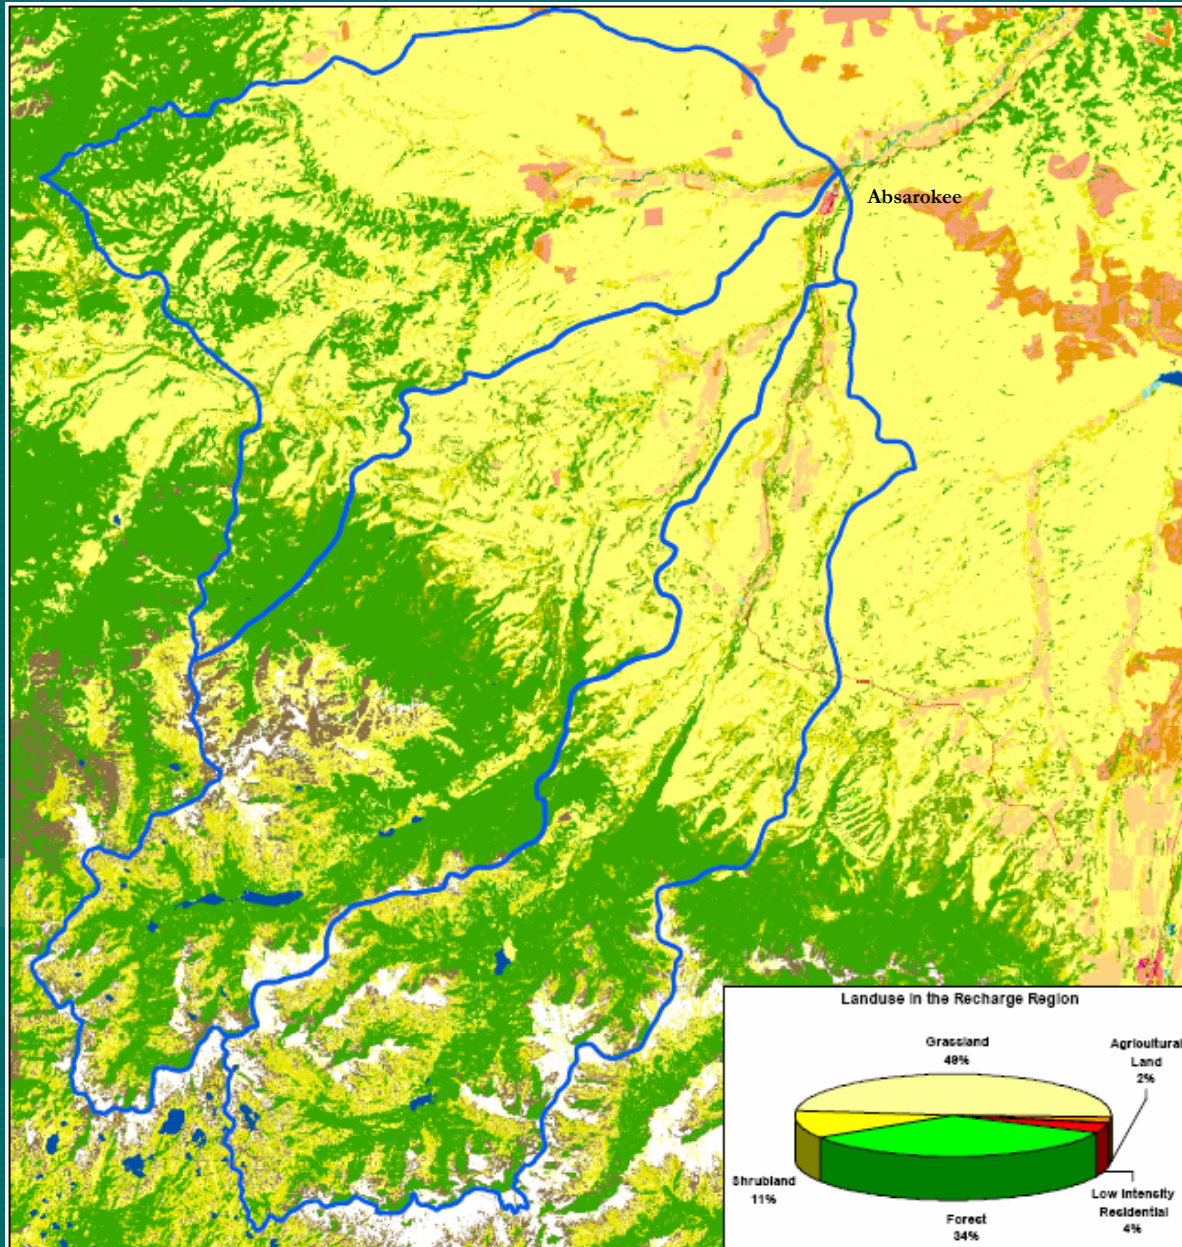 Absarokee
Landuse in the Recharge Region
Grassland
49%
Agricultural
Land
2%
Shrubland
11%
Forest
34%
Low Intensity
Residential
4%